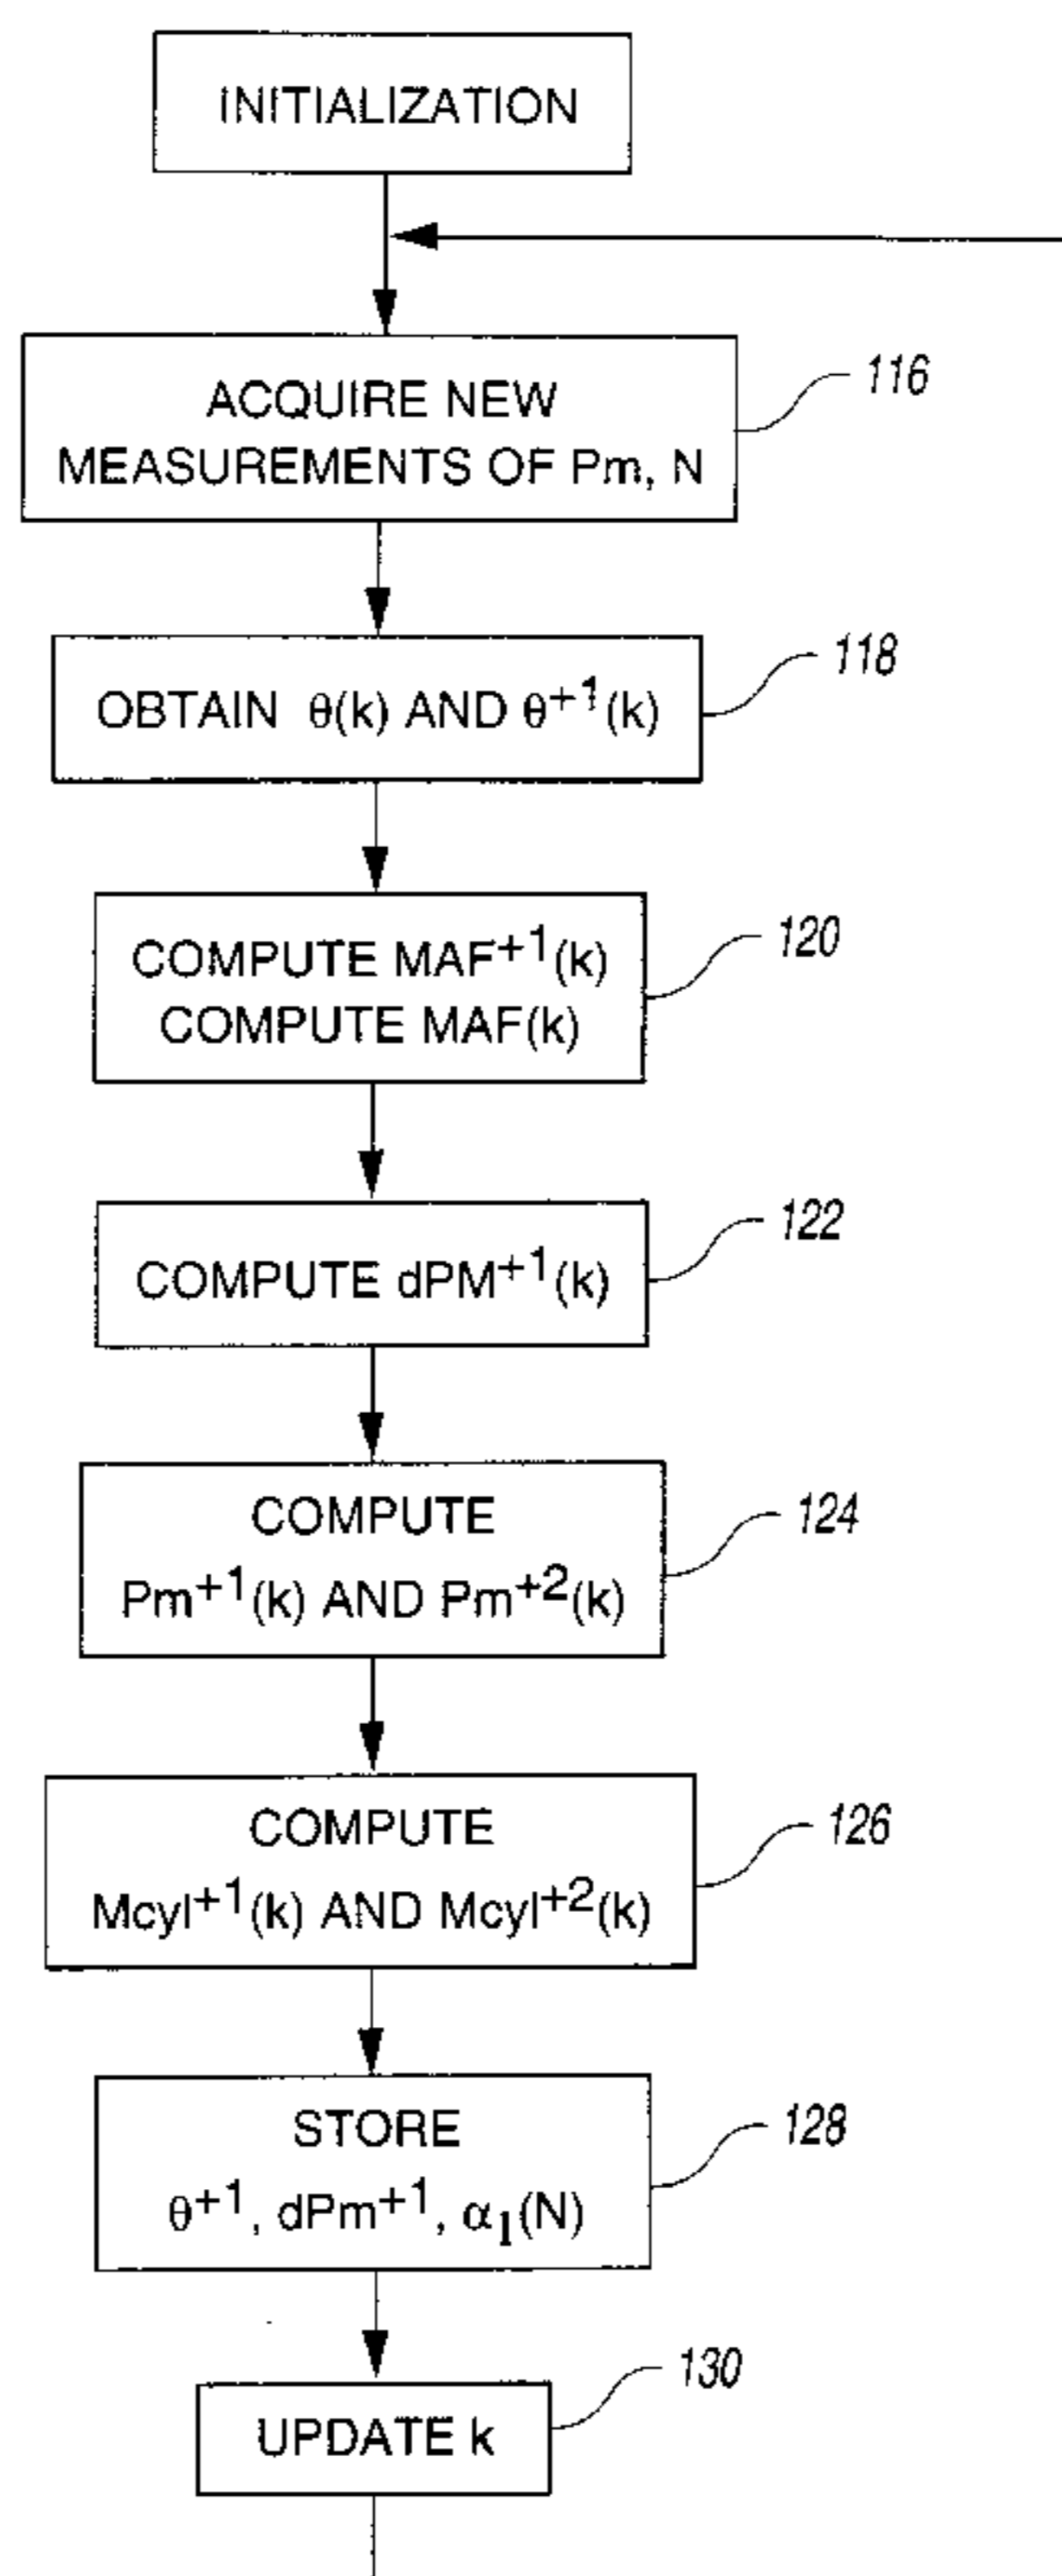 INITIALIZATION
ACQUIRE NEW
MEASUREMENTS OF Pm, N
116
OBTAIN θ(k) AND θ⁺¹(k)
118
COMPUTE MAF⁺¹(k)
COMPUTE MAF(k)
120
COMPUTE dPM⁺¹(k)
122
COMPUTE
Pm⁺¹(k) AND Pm⁺²(k)
124
COMPUTE
Mcyl⁺¹(k) AND Mcyl⁺²(k)
126
STORE
θ⁺¹, dPm⁺¹, α₁(N)
128
UPDATE k
130